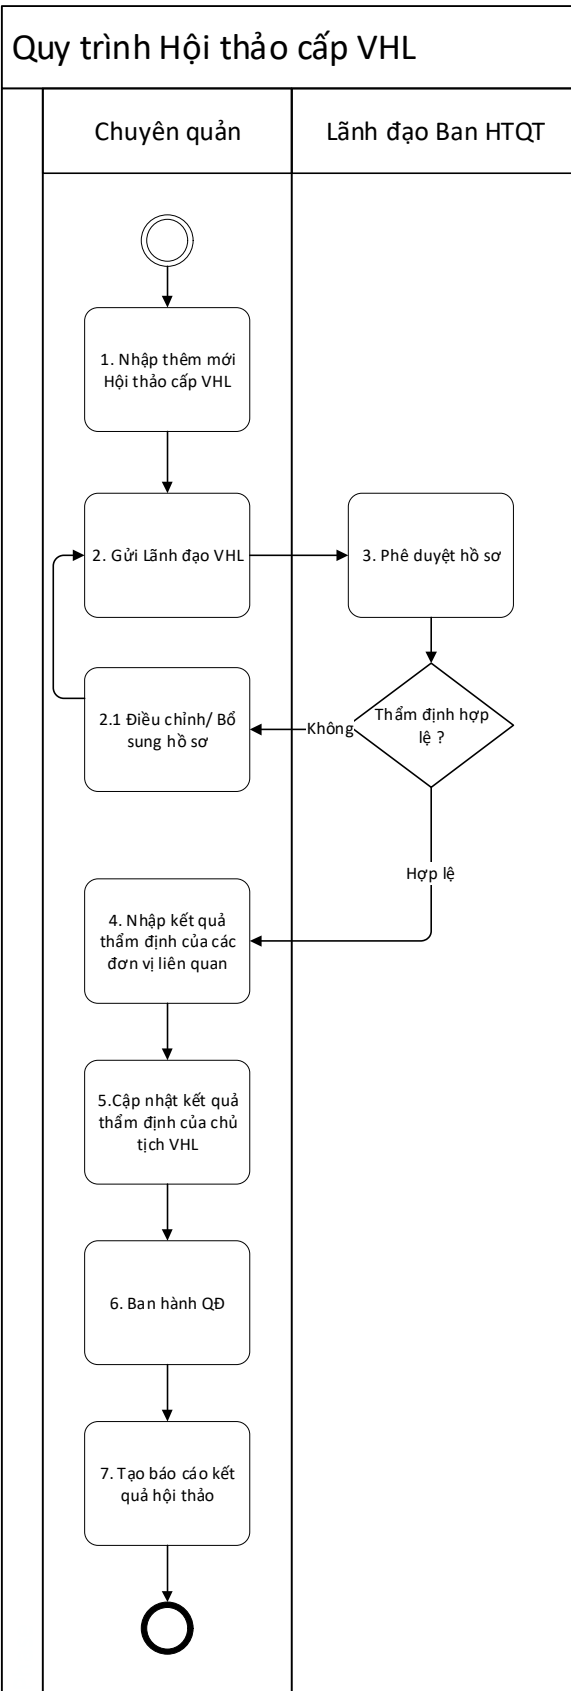 Quy trình Hội thảo cấp VHL
Chuyên quản
Lãnh đạo Ban HTQT
1. Nhập thêm mới
Hội thảo cấp VHL
2. Gửi Lãnh đạo VHL
3. Phê duyệt hồ sơ
2.1 Điều chỉnh/ Bổ
sung hồ sơ
Không
Thẩm định hợp
lệ ?
Hợp lệ
4. Nhập kết quả
thẩm định của các
đơn vị liên quan
5.Cập nhật kết quả
thẩm định của chủ
tịch VHL
6. Ban hành QĐ
7. Tạo báo cáo kết
quả hội thảo